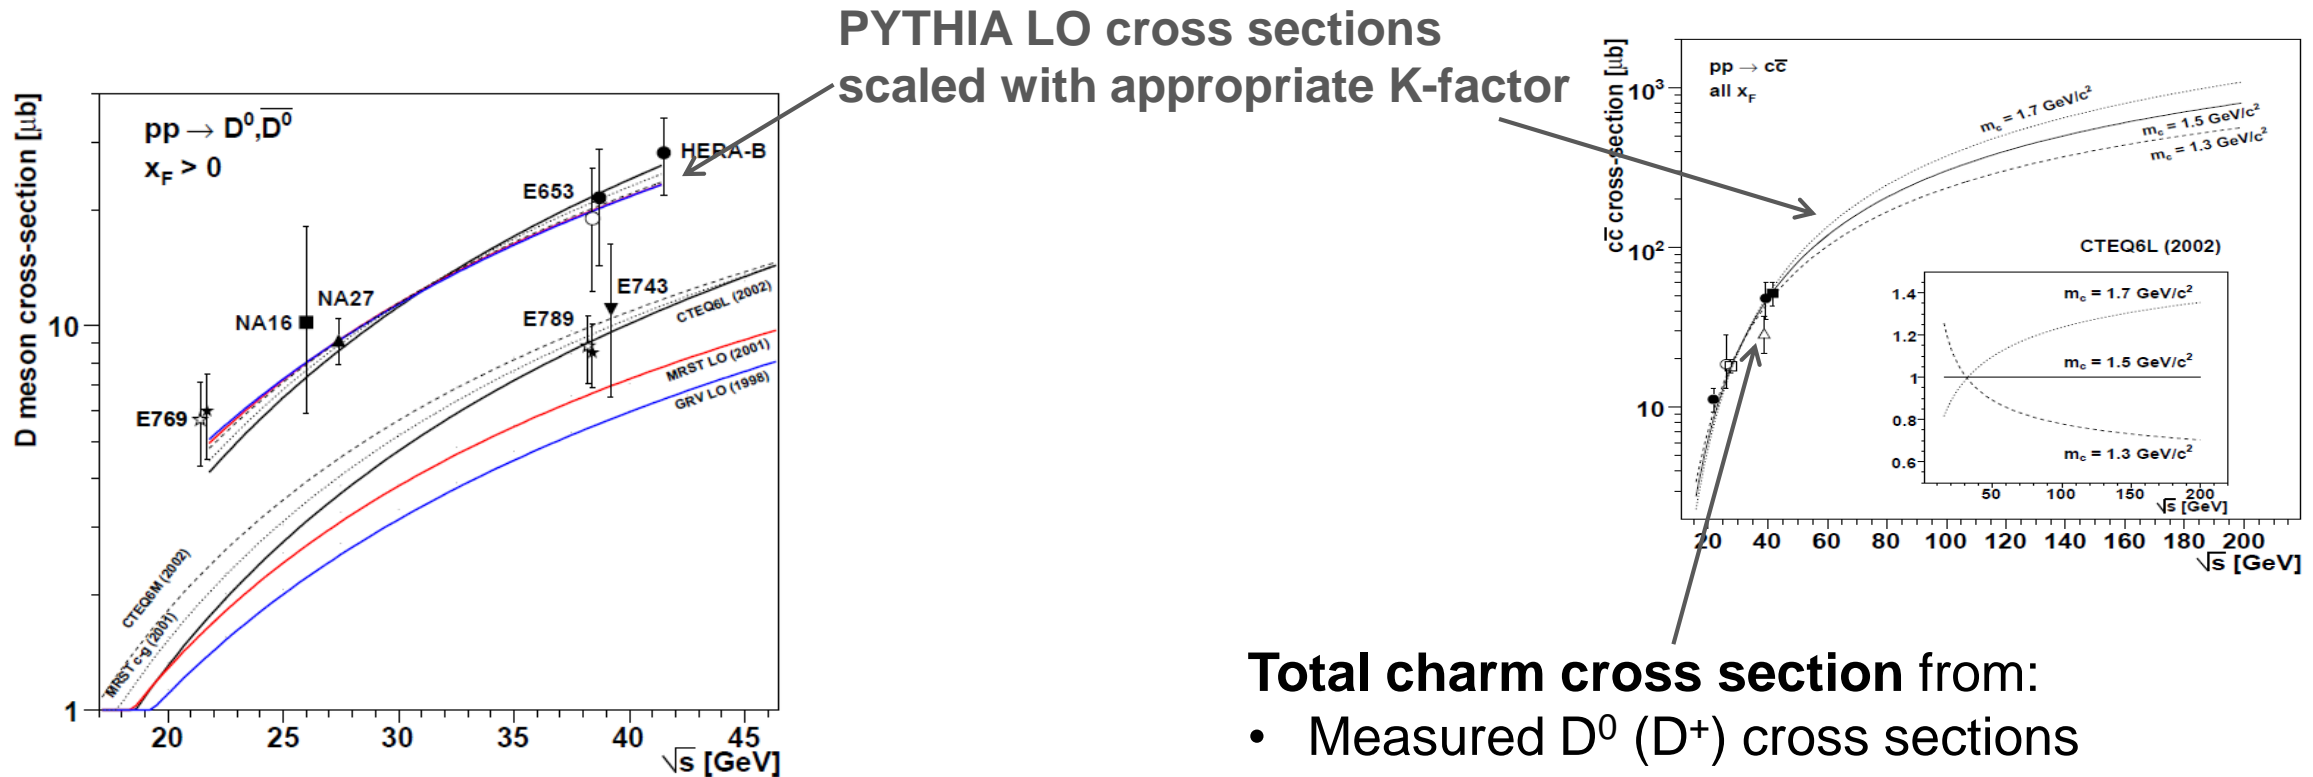 PYTHIA LO cross sections
scaled with appropriate K-factor
D meson cross-section [μb]
pp → D⁰,D̅⁰
x_F > 0
HERA-B
E653
E743
NA27
NA16
E789
E769
CTEQ6L (2002)
MRST LO (2001)
GRV LO (1998)
CTEQ6M (2002)
MRST c-g (2001)
10
1
20 25 30 35 40 45
√s [GeV]
cc̅ cross-section [μb]
pp → cc̅
all x_F
10³
10²
10
m_c = 1.7 GeV/c²
m_c = 1.5 GeV/c²
m_c = 1.3 GeV/c²
CTEQ6L (2002)
1.4
1.2
1
0.8
0.6
m_c = 1.7 GeV/c²
m_c = 1.5 GeV/c²
m_c = 1.3 GeV/c²
50 100 150 200
√s [GeV]
20 40 60 80 100 120 140 160 180 200
√s [GeV]
Total charm cross section from:
• Measured D⁰ (D⁺) cross sections